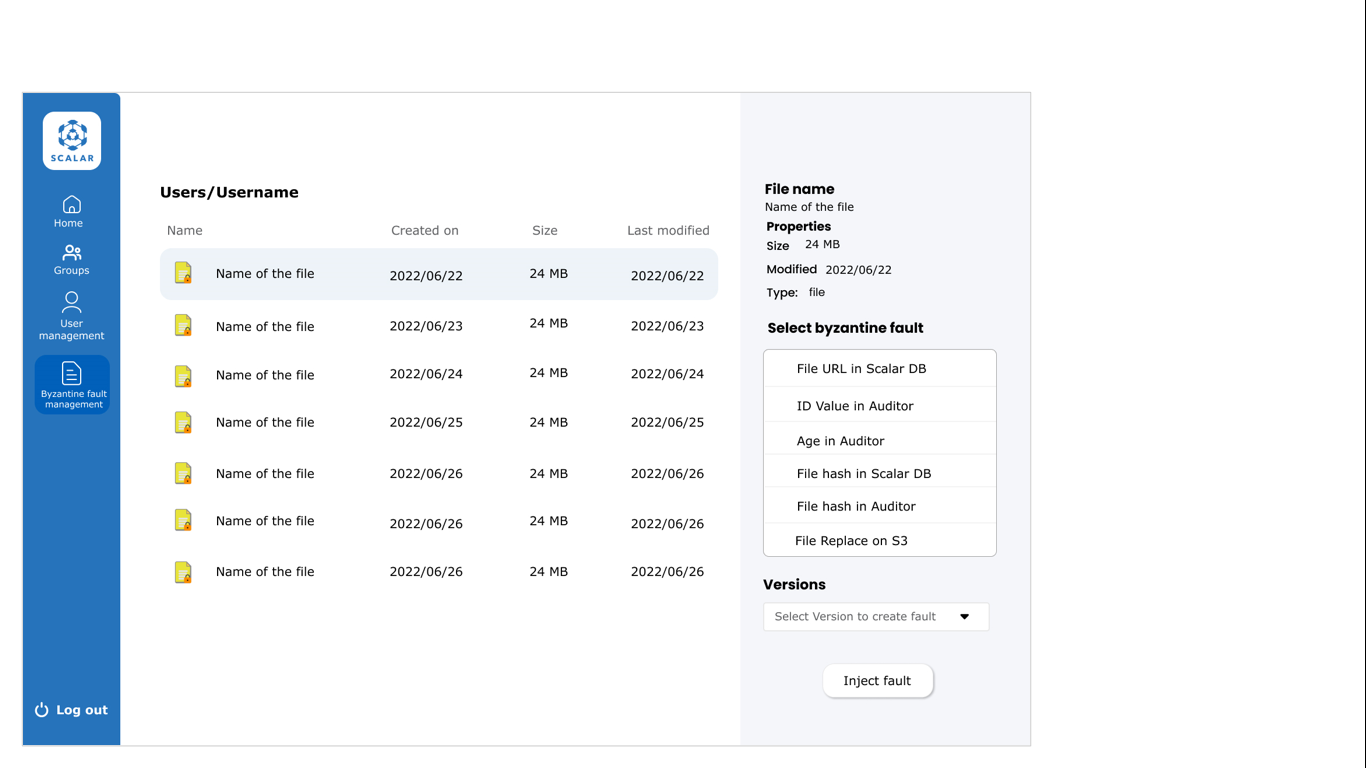 SCALAR
Home
Groups
User
management
Byzantine fault
management
Log out
Users/Username
Name Created on Size Last modified
Name of the file 2022/06/22 24 MB 2022/06/22
Name of the file 2022/06/23 24 MB 2022/06/23
Name of the file 2022/06/24 24 MB 2022/06/24
Name of the file 2022/06/25 24 MB 2022/06/25
Name of the file 2022/06/26 24 MB 2022/06/26
Name of the file 2022/06/26 24 MB 2022/06/26
Name of the file 2022/06/26 24 MB 2022/06/26
File name
Name of the file
Properties
Size 24 MB
Modified 2022/06/22
Type: file
Select byzantine fault
File URL in Scalar DB
ID Value in Auditor
Age in Auditor
File hash in Scalar DB
File hash in Auditor
File Replace on S3
Versions
Select Version to create fault
Inject fault